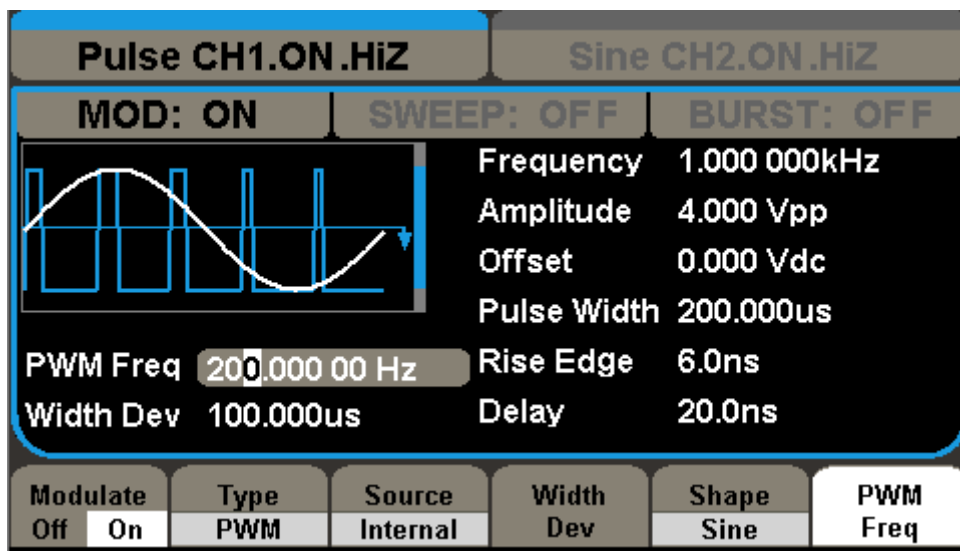 Pulse CH1.ON.HiZ
Sine CH2.ON.HiZ
MOD: ON
SWEEP: OFF
BURST: OFF
Frequency 1.000 000kHz
Amplitude 4.000 Vpp
Offset 0.000 Vdc
Pulse Width 200.000us
PWM Freq 200.000 00 Hz
Rise Edge 6.0ns
Width Dev 100.000us
Delay 20.0ns
Modulate
Off On
Type
PWM
Source
Internal
Width
Dev
Shape
Sine
PWM
Freq